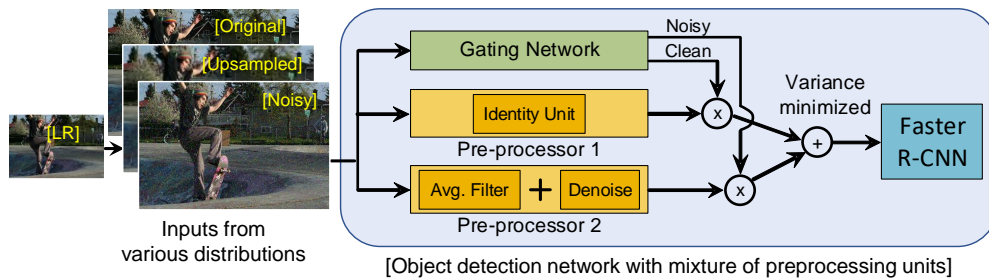 [Original]
[Upsampled]
[Noisy]
[LR]
Inputs from
various distributions
Gating Network
Noisy
Clean
Identity Unit
Pre-processor 1
Avg. Filter
+
Denoise
Pre-processor 2
x
x
Variance
minimized
+
Faster
R-CNN
[Object detection network with mixture of preprocessing units]